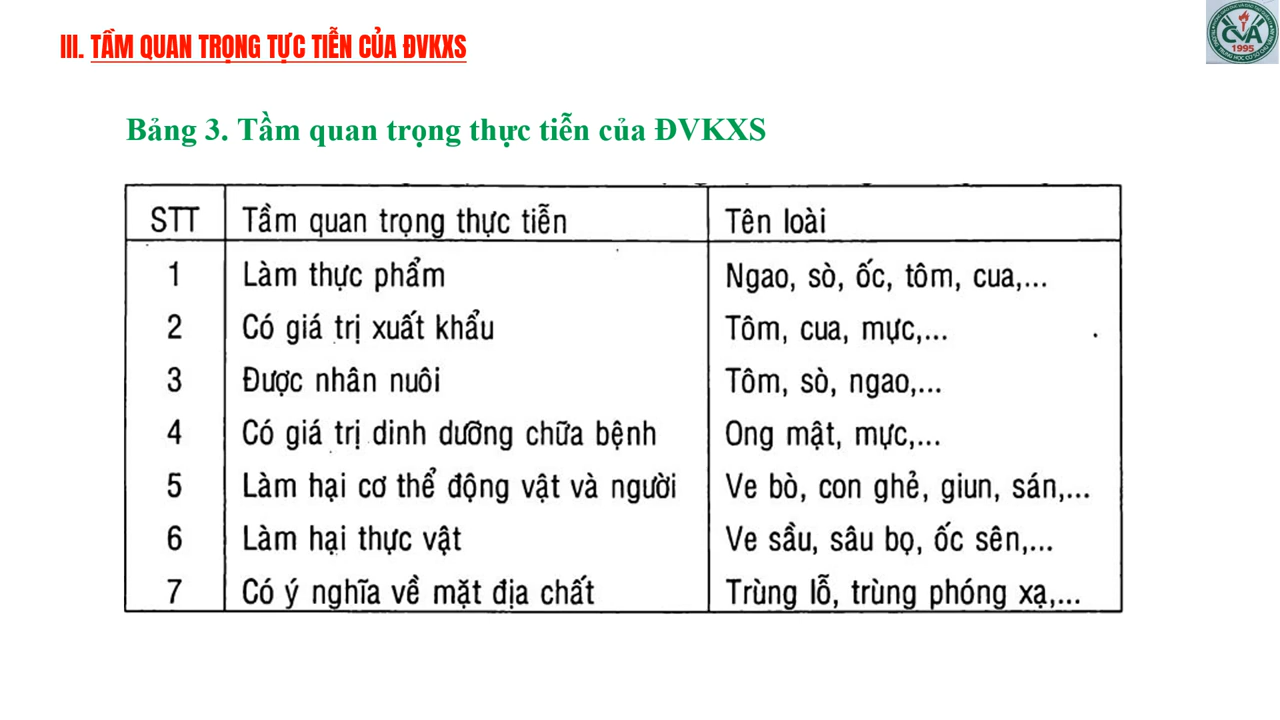 III. TẦM QUAN TRỌNG TỰC TIỄN CỦA ĐVKXS
CVA
1995
Bảng 3. Tầm quan trọng thực tiễn của ĐVKXS
STT Tầm quan trọng thực tiễn Tên loài
1 Làm thực phẩm Ngao, sò, ốc, tôm, cua,...
2 Có giá trị xuất khẩu Tôm, cua, mực,...
3 Được nhân nuôi Tôm, sò, ngao,...
4 Có giá trị dinh dưỡng chữa bệnh Ong mật, mực,...
5 Làm hại cơ thể động vật và người Ve bò, con ghẻ, giun, sán,...
6 Làm hại thực vật Ve sầu, sâu bọ, ốc sên,...
7 Có ý nghĩa về mặt địa chất Trùng lỗ, trùng phóng xạ,...